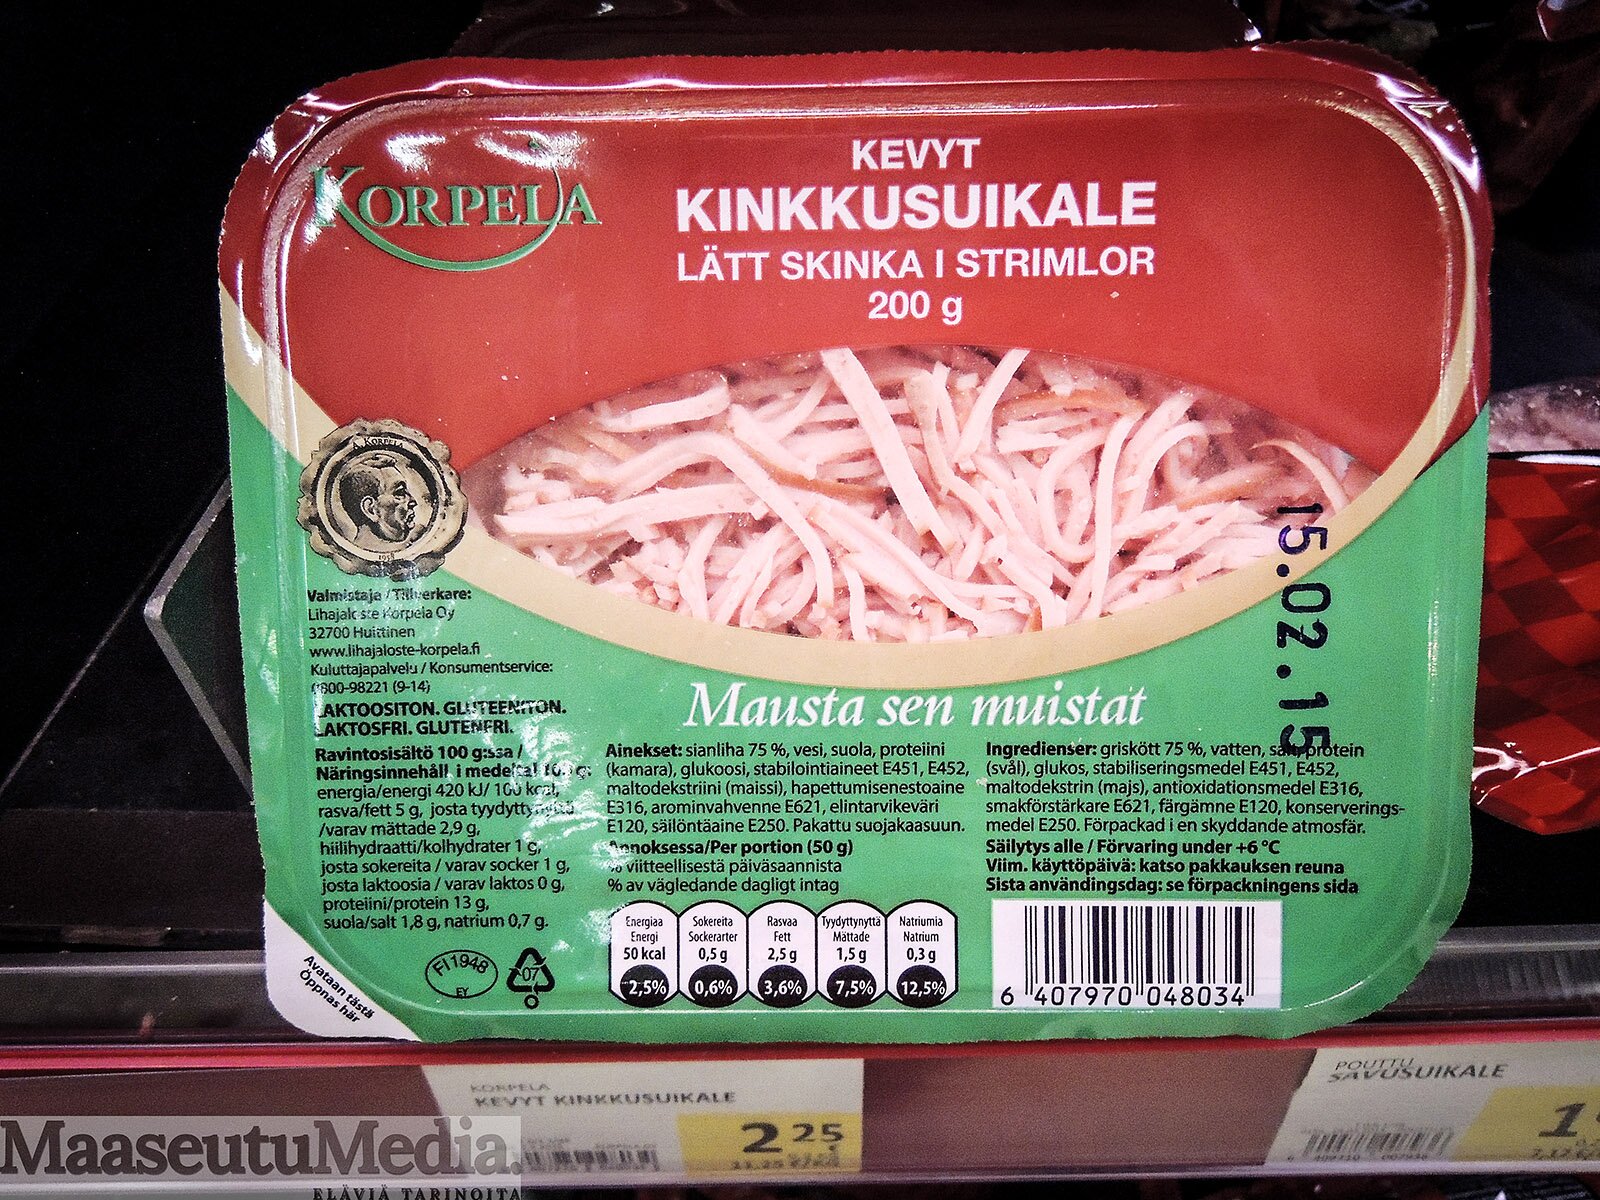 KORPELA
KEVYT
KINKKUSUIKALE
LÄTT SKINKA I STRIMLOR
200 g
A. KORPELA
1958
15.02.15
Valmistaja / Tillverkare:
Lihajaloste Korpela Oy
32700 Huittinen
www.lihajaloste-korpela.fi
Kuluttajapalvelu / Konsumentservice:
0800-98221 (9-14)
LAKTOOSITON. GLUTEENITON.
LAKTOSFRI. GLUTENFRI.
Ravintosisältö 100 g:ssa /
Näringsinnehåll i medeltal 100 g:
energia/energi 420 kJ/ 100 kcal,
rasva/fett 5 g, josta tyydyttynyttä
/varav mättade 2,9 g,
hiilihydraatti/kolhydrater 1 g,
josta sokereita / varav socker 1 g,
josta laktoosia / varav laktos 0 g,
proteiini/protein 13 g,
suola/salt 1,8 g, natrium 0,7 g.
FI 1948
EY
07
Avataan tästä
Öppnas här
Mausta sen muistat
Ainekset: sianliha 75 %, vesi, suola, proteiini
(kamara), glukoosi, stabilointiaineet E451, E452,
maltodekstriini (maissi), hapettumisenestoaine
E316, arominvahvenne E621, elintarvikeväri
E120, säilöntäaine E250. Pakattu suojakaasuun.
Annoksessa/Per portion (50 g)
% viitteellisestä päiväsaannista
% av vägledande dagligt intag
Energiaa Sokereita Rasvaa Tyydyttynyttä Natriumia
Energi Sockerarter Fett Mättade Natrium
50 kcal 0,5 g 2,5 g 1,5 g 0,3 g
2,5% 0,6% 3,6% 7,5% 12,5%
Ingredienser: griskött 75 %, vatten, salt, protein
(svål), glukos, stabiliseringsmedel E451, E452,
maltodekstrin (majs), antioxidationsmedel E316,
smakförstärkare E621, färgämne E120, konserverings-
medel E250. Förpackad i en skyddande atmosfär.
Säilytys alle / Förvaring under +6 °C
Viim. käyttöpäivä: katso pakkauksen reuna
Sista användingsdag: se förpackningens sida
6 407970 048034
KORPELA
KEVYT KINKKUSUIKALE
2 25
POUTTU
SAVUSUIKALE
1
MaaseutuMedia.
ELÄVIÄ TARINOITA